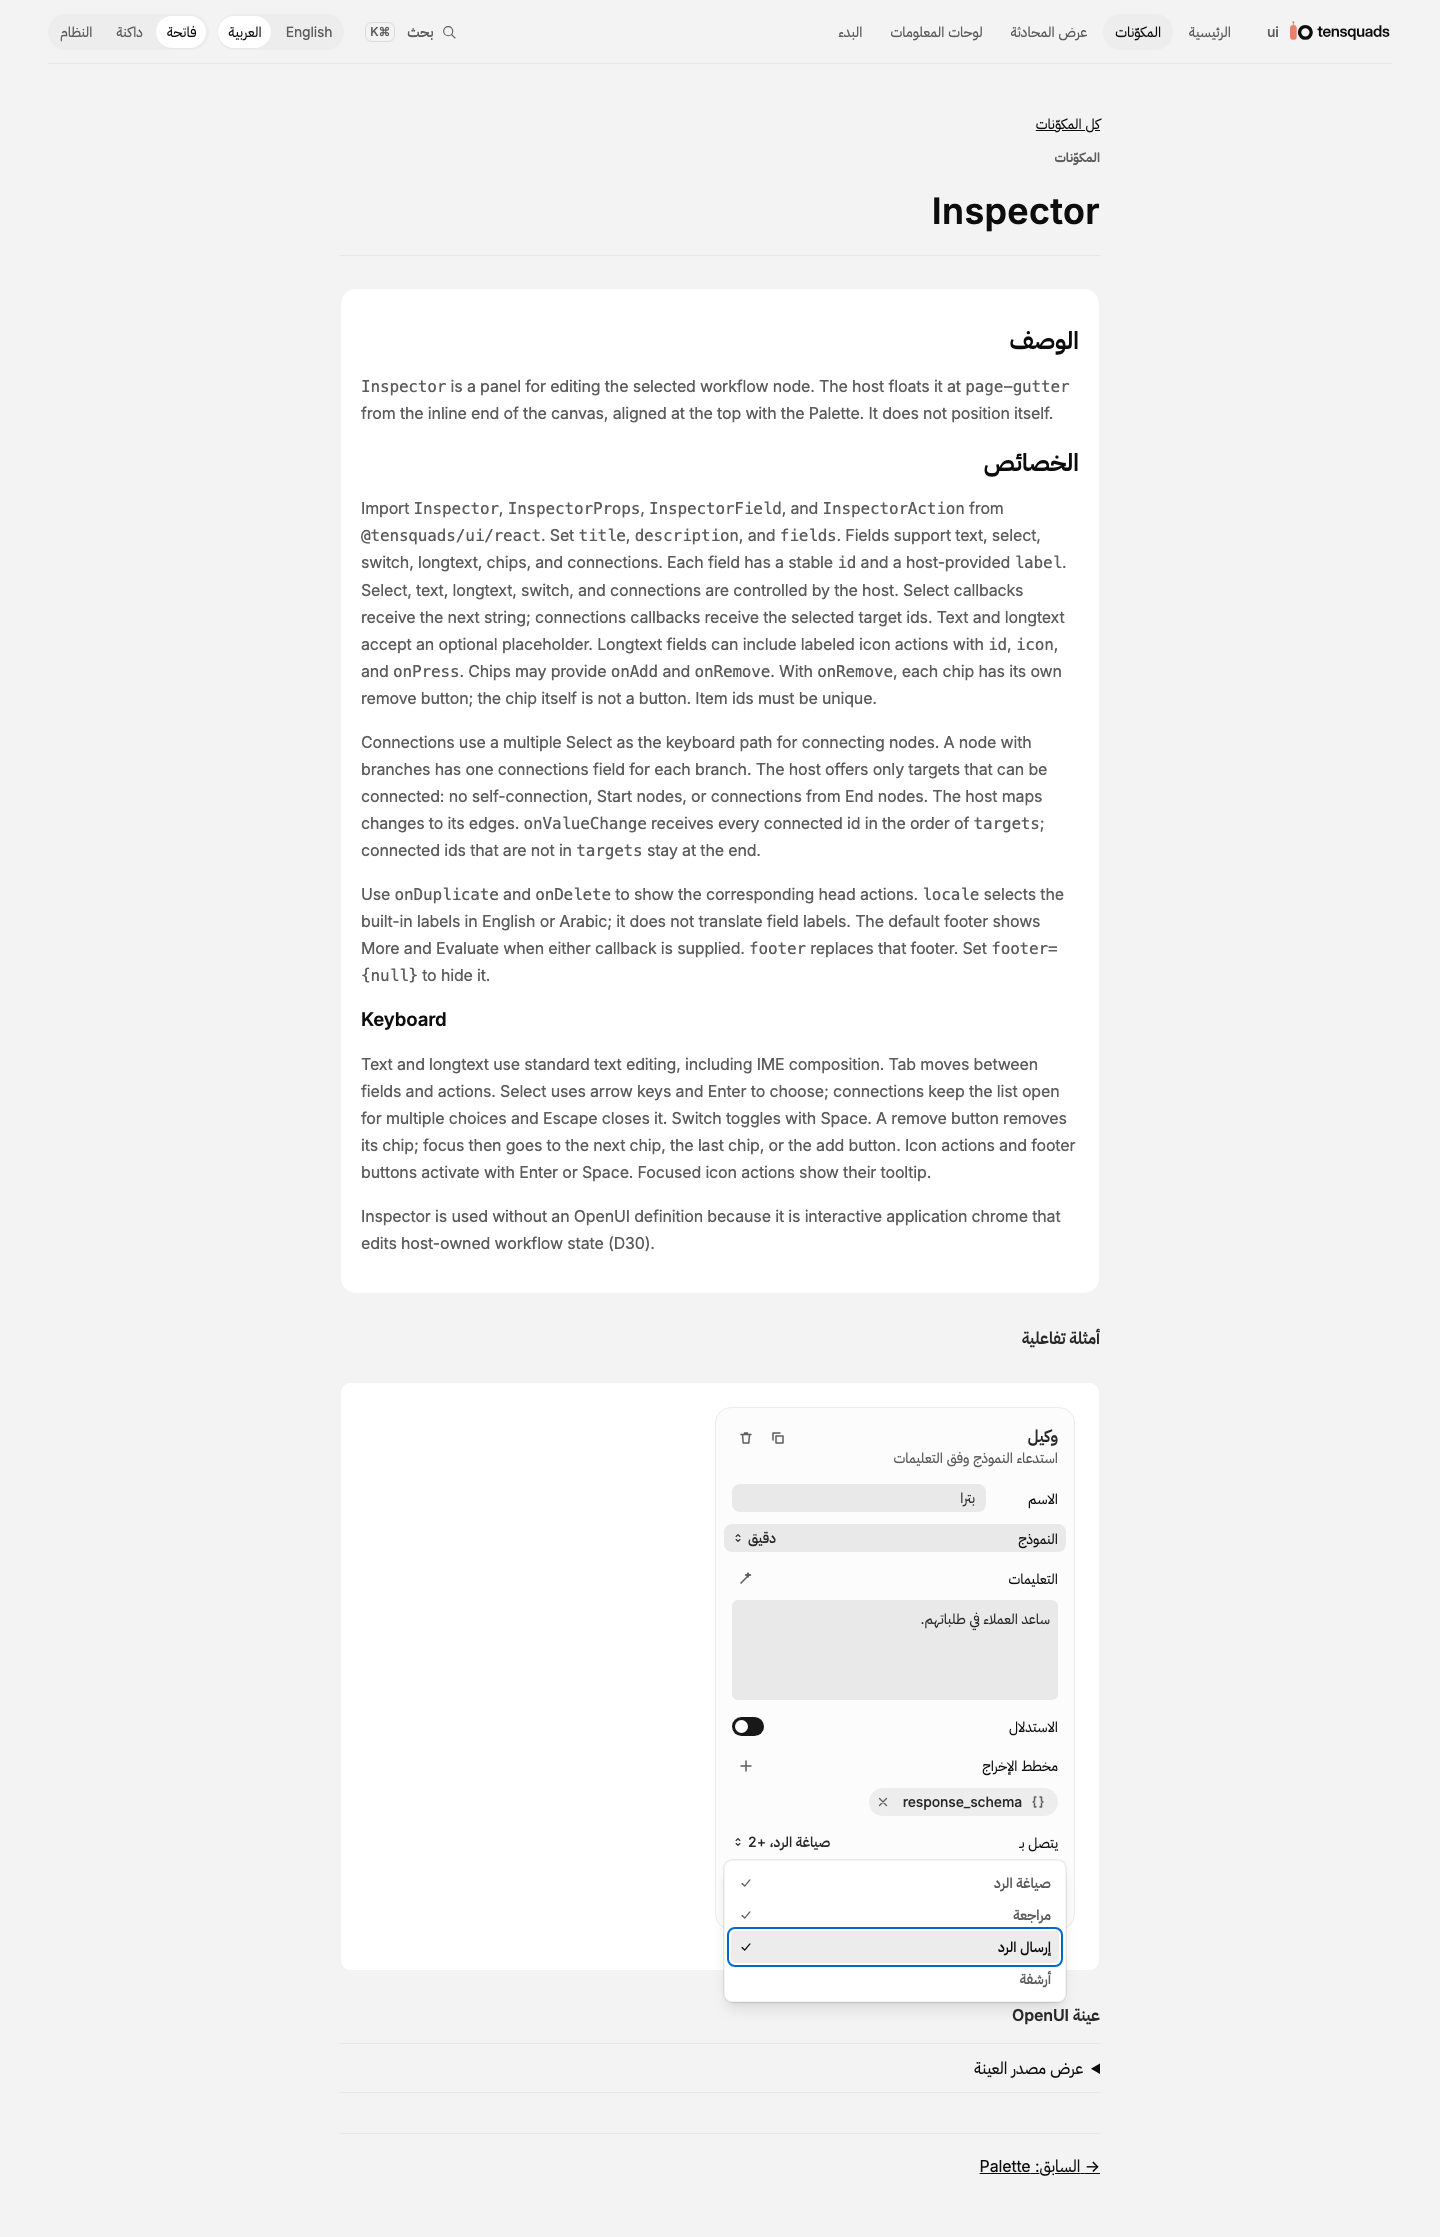 tensquads ui
الرئيسية
المكوّنات
عرض المحادثة
لوحات المعلومات
البدء
بحث ⌘K
English
العربية
فاتحة
داكنة
النظام
كل المكوّنات
المكوّنات
Inspector
الوصف
Inspector is a panel for editing the selected workflow node. The host floats it at page-gutter
from the inline end of the canvas, aligned at the top with the Palette. It does not position itself.
الخصائص
Import Inspector, InspectorProps, InspectorField, and InspectorAction from
@tensquads/ui/react. Set title, description, and fields. Fields support text, select,
switch, longtext, chips, and connections. Each field has a stable id and a host-provided label.
Select, text, longtext, switch, and connections are controlled by the host. Select callbacks
receive the next string; connections callbacks receive the selected target ids. Text and longtext
accept an optional placeholder. Longtext fields can include labeled icon actions with id, icon,
and onPress. Chips may provide onAdd and onRemove. With onRemove, each chip has its own
remove button; the chip itself is not a button. Item ids must be unique.
Connections use a multiple Select as the keyboard path for connecting nodes. A node with
branches has one connections field for each branch. The host offers only targets that can be
connected: no self-connection, Start nodes, or connections from End nodes. The host maps
changes to its edges. onValueChange receives every connected id in the order of targets;
connected ids that are not in targets stay at the end.
Use onDuplicate and onDelete to show the corresponding head actions. locale selects the
built-in labels in English or Arabic; it does not translate field labels. The default footer shows
More and Evaluate when either callback is supplied. footer replaces that footer. Set footer=
{null} to hide it.
Keyboard
Text and longtext use standard text editing, including IME composition. Tab moves between
fields and actions. Select uses arrow keys and Enter to choose; connections keep the list open
for multiple choices and Escape closes it. Switch toggles with Space. A remove button removes
its chip; focus then goes to the next chip, the last chip, or the add button. Icon actions and footer
buttons activate with Enter or Space. Focused icon actions show their tooltip.
Inspector is used without an OpenUI definition because it is interactive application chrome that
edits host-owned workflow state (D30).
أمثلة تفاعلية
وكيل
استدعاء النموذج وفق التعليمات
الاسم
بترا
النموذج
دقيق
التعليمات
ساعد العملاء في طلباتهم.
الاستدلال
مخطط الإخراج
{} response_schema
يتصل بـ
صياغة الرد، +2
صياغة الرد
مراجعة
إرسال الرد
أرشفة
عينة OpenUI
عرض مصدر العينة
→ السابق: Palette